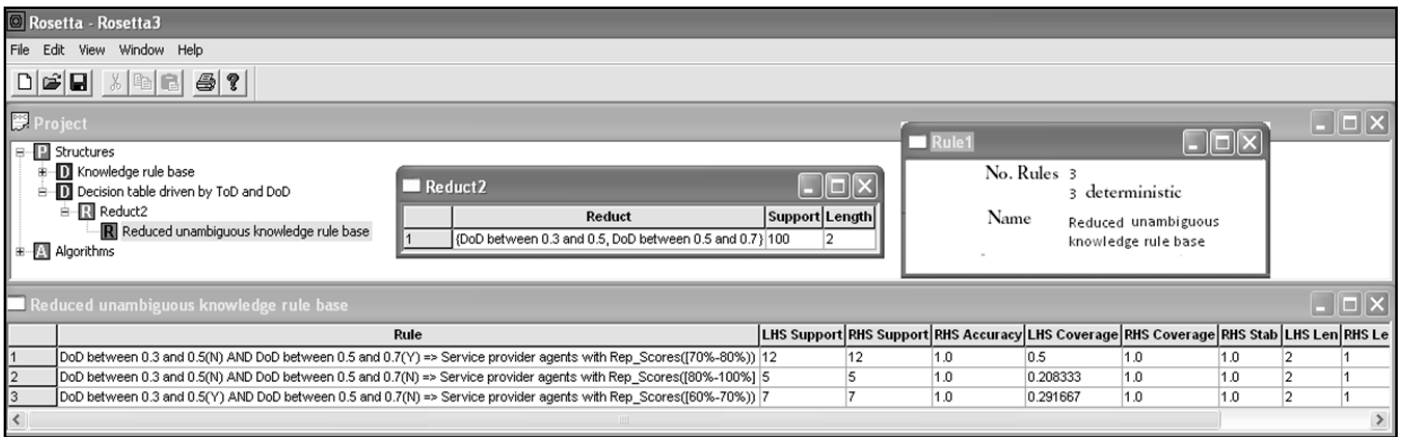 Rosetta - Rosetta3
File Edit View Window Help
Project
Structures
Knowledge rule base
Decision table driven by ToD and DoD
Reduct2
Reduced unambiguous knowledge rule base
Algorithms
Reduct2
Reduct Support Length
1 {DoD between 0.3 and 0.5, DoD between 0.5 and 0.7} 100 2
Rule1
No. Rules 3
3 deterministic
Name Reduced unambiguous
knowledge rule base
Reduced unambiguous knowledge rule base
Rule LHS Support RHS Support RHS Accuracy LHS Coverage RHS Coverage RHS Stab LHS Len RHS Le
1 DoD between 0.3 and 0.5(N) AND DoD between 0.5 and 0.7(Y) => Service provider agents with Rep_Scores([70%-80%)) 12 12 1.0 0.5 1.0 1.0 2 1
2 DoD between 0.3 and 0.5(N) AND DoD between 0.5 and 0.7(N) => Service provider agents with Rep_Scores([80%-100%] 5 5 1.0 0.208333 1.0 1.0 2 1
3 DoD between 0.3 and 0.5(Y) AND DoD between 0.5 and 0.7(N) => Service provider agents with Rep_Scores([60%-70%)) 7 7 1.0 0.291667 1.0 1.0 2 1